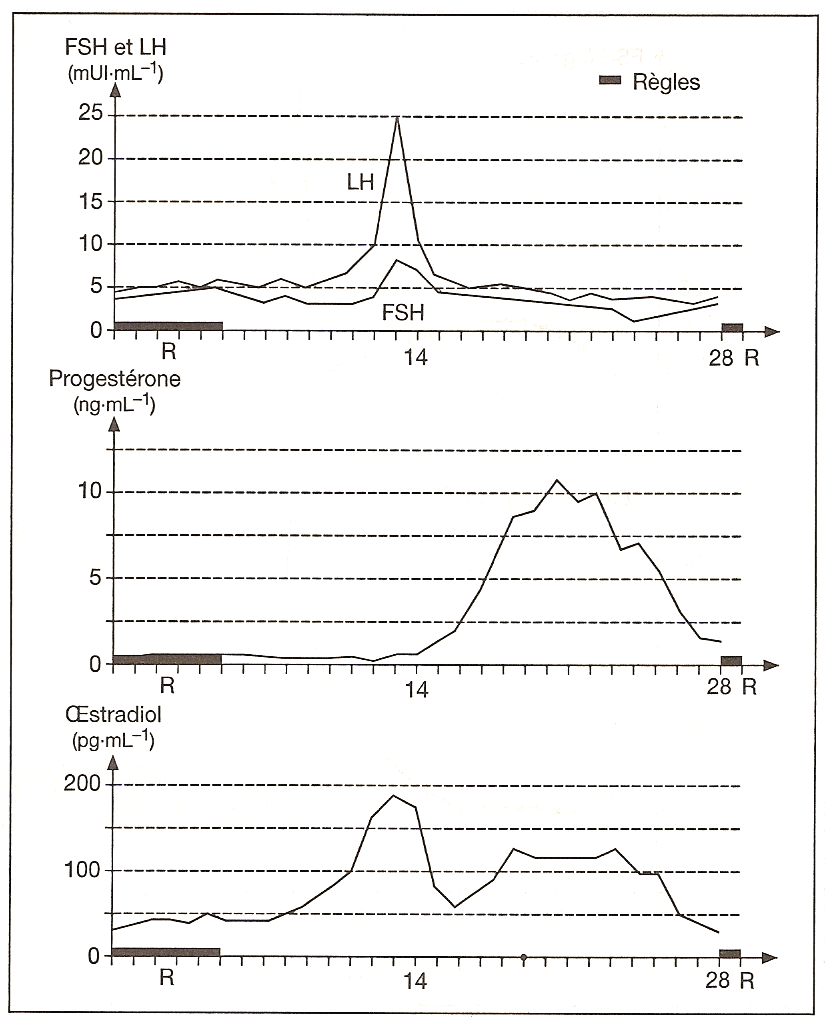 FSH et LH
(mUI·mL⁻¹)
Règles
25
20
LH
15
10
5
FSH
0
R 14 28 R
Progestérone
(ng·mL⁻¹)
10
5
0
R 14 28 R
Œstradiol
(pg·mL⁻¹)
200
100
0
R 14 28 R